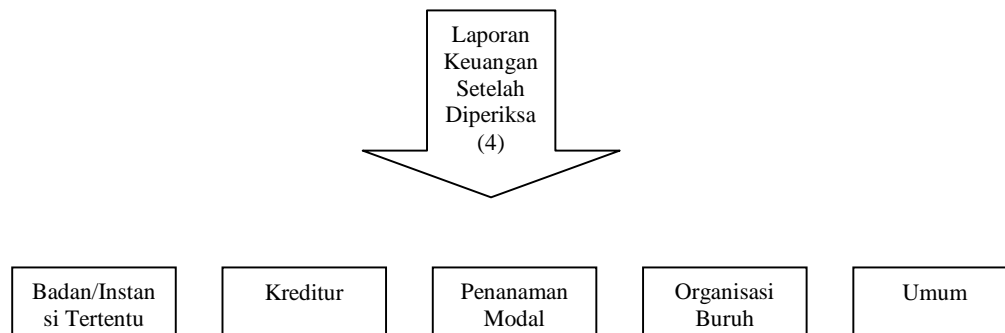 Laporan
Keuangan
Setelah
Diperiksa
(4)
Badan/Instan
si Tertentu
Kreditur
Penanaman
Modal
Organisasi
Buruh
Umum